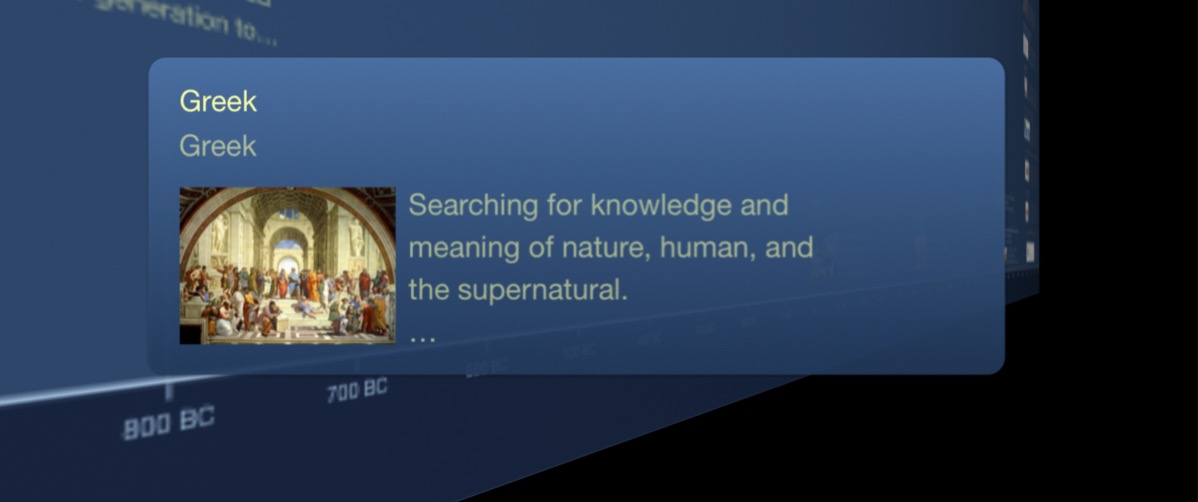 generation to...
Greek
Greek
Searching for knowledge and
meaning of nature, human, and
the supernatural.
...
700 BC
800 BC